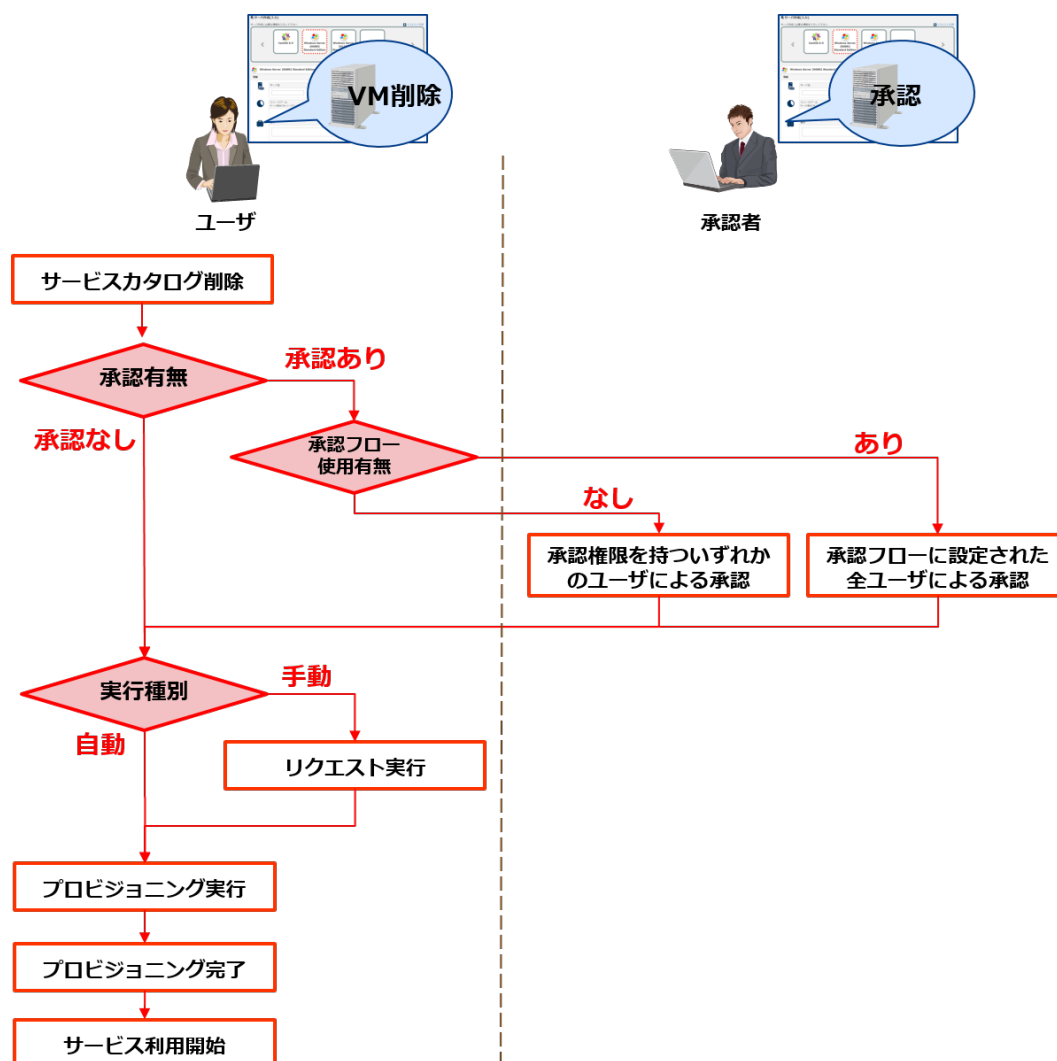 VM削除
承認
ユーザ
承認者
サービスカタログ削除
承認有無
承認あり
承認なし
承認フロー
使用有無
あり
なし
承認権限を持ついずれか
のユーザによる承認
承認フローに設定された
全ユーザによる承認
実行種別
手動
自動
リクエスト実行
プロビジョニング実行
プロビジョニング完了
サービス利用開始